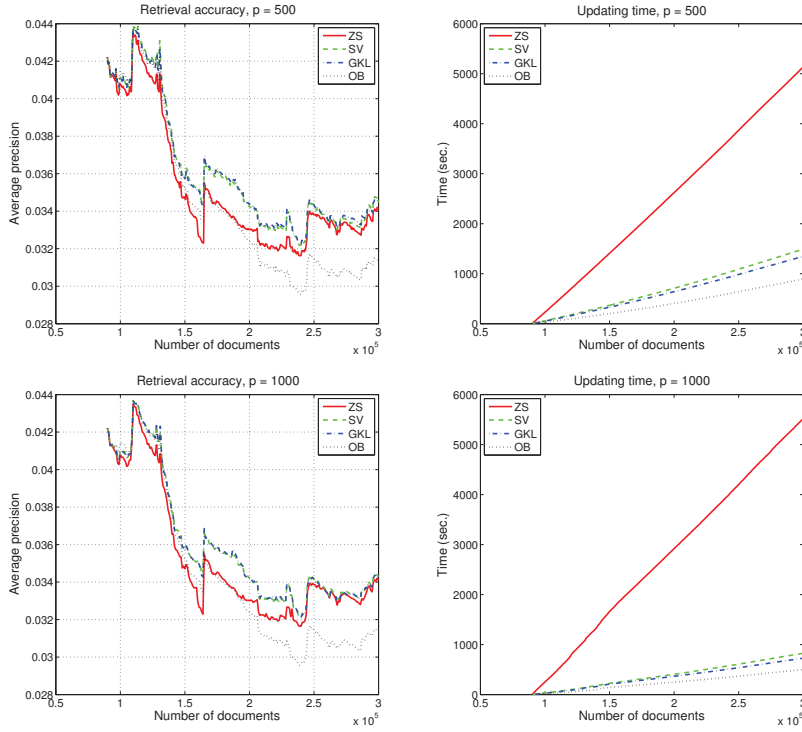 Retrieval accuracy, p = 500
0.044
0.042
0.04
0.038
0.036
0.034
0.032
0.03
0.028
Average precision
ZS
SV
GKL
OB
0.5
1
1.5
2
2.5
3
Number of documents
x 10^5
Updating time, p = 500
6000
5000
4000
3000
2000
1000
0
Time (sec.)
ZS
SV
GKL
OB
0.5
1
1.5
2
2.5
3
Number of documents
x 10^5
Retrieval accuracy, p = 1000
0.044
0.042
0.04
0.038
0.036
0.034
0.032
0.03
0.028
Average precision
ZS
SV
GKL
OB
0.5
1
1.5
2
2.5
3
Number of documents
x 10^5
Updating time, p = 1000
6000
5000
4000
3000
2000
1000
0
Time (sec.)
ZS
SV
GKL
OB
0.5
1
1.5
2
2.5
3
Number of documents
x 10^5